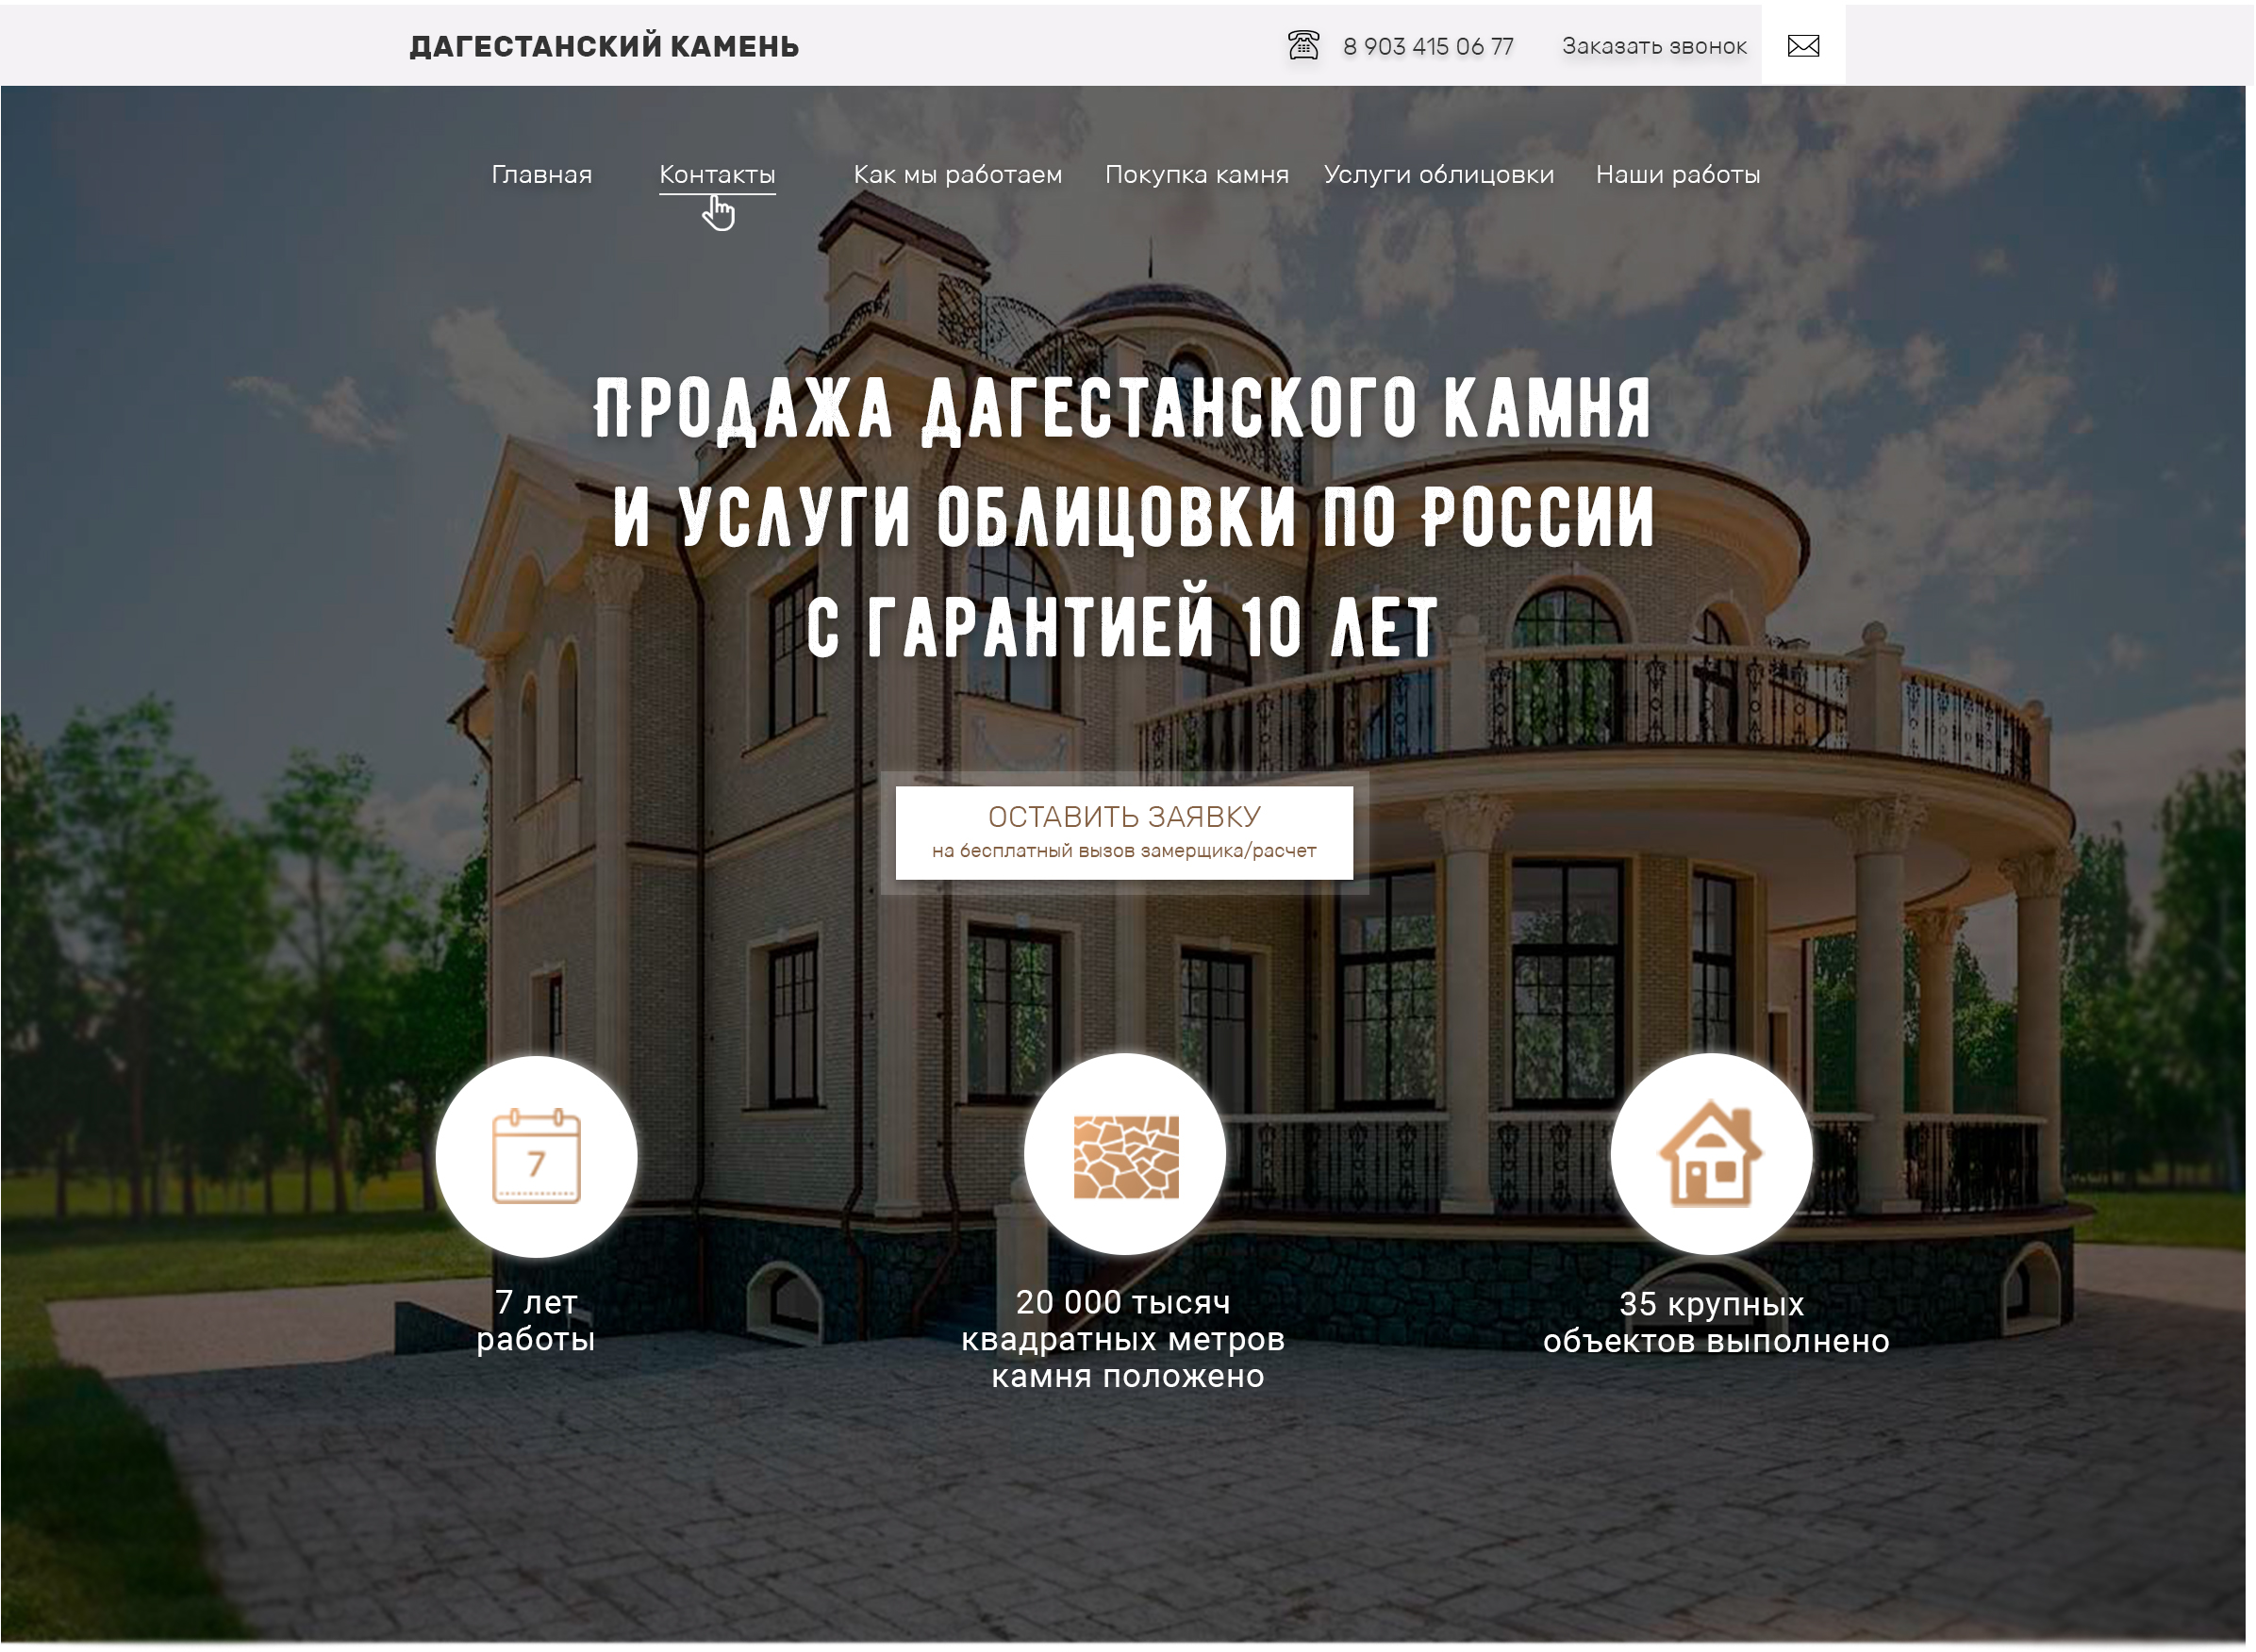 ДАГЕСТАНСКИЙ КАМЕНЬ
8 903 415 06 77
Заказать звонок
Главная
Контакты
Как мы работаем
Покупка камня
Услуги облицовки
Наши работы
ПРОДАЖА ДАГЕСТАНСКОГО КАМНЯ
И УСЛУГИ ОБЛИЦОВКИ ПО РОССИИ
С ГАРАНТИЕЙ 10 ЛЕТ
ОСТАВИТЬ ЗАЯВКУ
на бесплатный вызов замерщика/расчет
7
7 лет
работы
20 000 тысяч
квадратных метров
камня положено
35 крупных
объектов выполнено